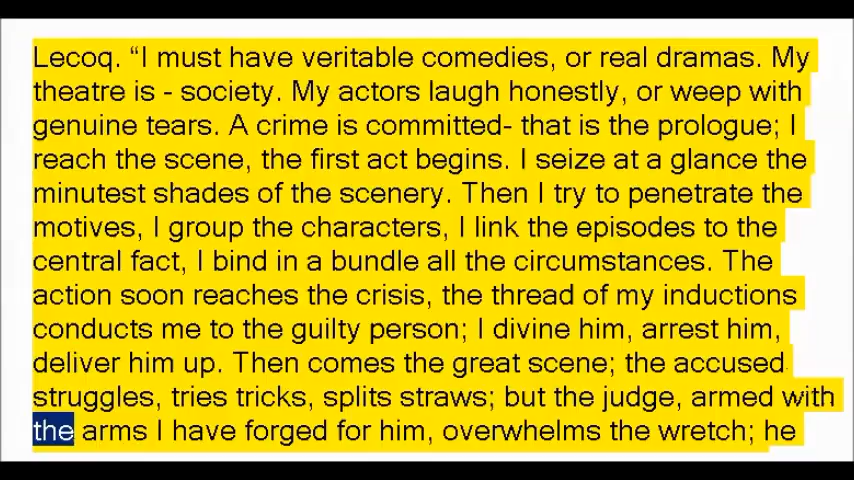 Lecoq. “I must have veritable comedies, or real dramas. My
theatre is - society. My actors laugh honestly, or weep with
genuine tears. A crime is committed- that is the prologue; I
reach the scene, the first act begins. I seize at a glance the
minutest shades of the scenery. Then I try to penetrate the
motives, I group the characters, I link the episodes to the
central fact, I bind in a bundle all the circumstances. The
action soon reaches the crisis, the thread of my inductions
conducts me to the guilty person; I divine him, arrest him,
deliver him up. Then comes the great scene; the accused
struggles, tries tricks, splits straws; but the judge, armed with
the arms I have forged for him, overwhelms the wretch; he